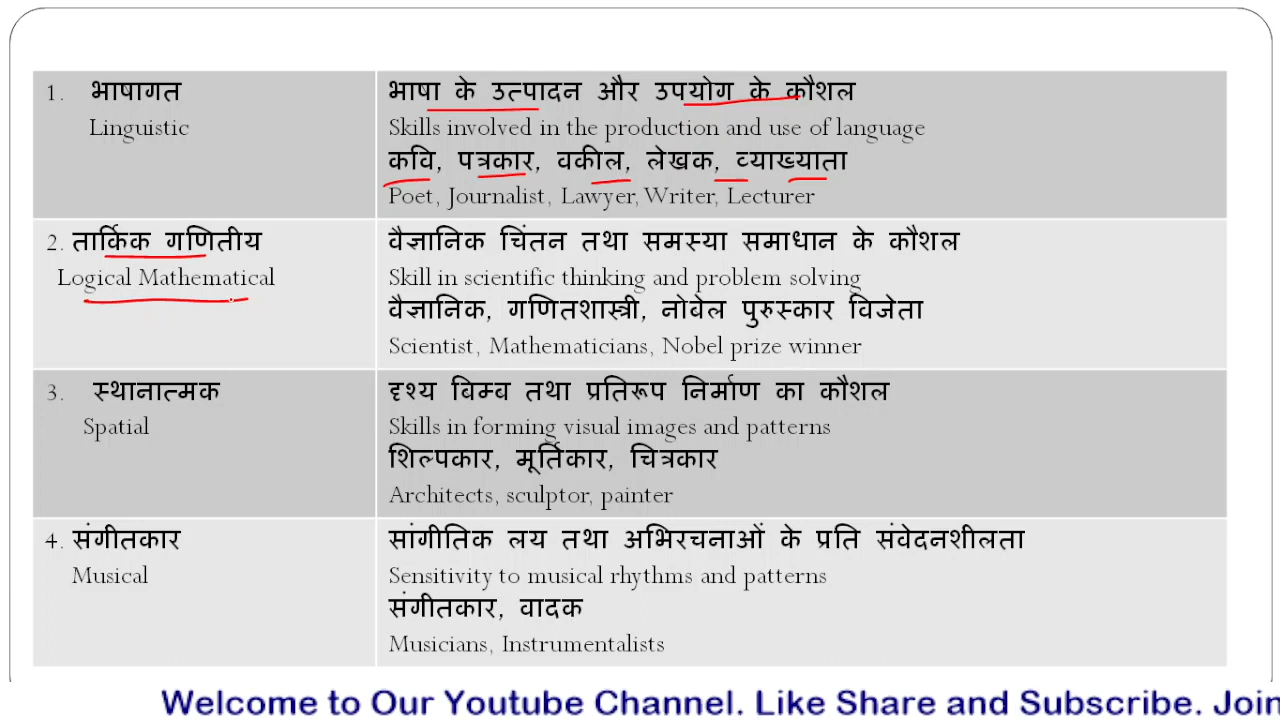 1. भाषागत
Linguistic
भाषा के उत्पादन और उपयोग के कौशल
Skills involved in the production and use of language
कवि, पत्रकार, वकील, लेखक, व्याख्याता
Poet, Journalist, Lawyer, Writer, Lecturer
2. तार्किक गणितीय
Logical Mathematical
वैज्ञानिक चिंतन तथा समस्या समाधान के कौशल
Skill in scientific thinking and problem solving
वैज्ञानिक, गणितशास्त्री, नोबेल पुरुस्कार विजेता
Scientist, Mathematicians, Nobel prize winner
3. स्थानात्मक
Spatial
दृश्य बिम्ब तथा प्रतिरूप निर्माण का कौशल
Skills in forming visual images and patterns
शिल्पकार, मूर्तिकार, चित्रकार
Architects, sculptor, painter
4. संगीतकार
Musical
सांगीतिक लय तथा अभिरचनाओं के प्रति संवेदनशीलता
Sensitivity to musical rhythms and patterns
संगीतकार, वादक
Musicians, Instrumentalists
Welcome to Our Youtube Channel. Like Share and Subscribe. Join